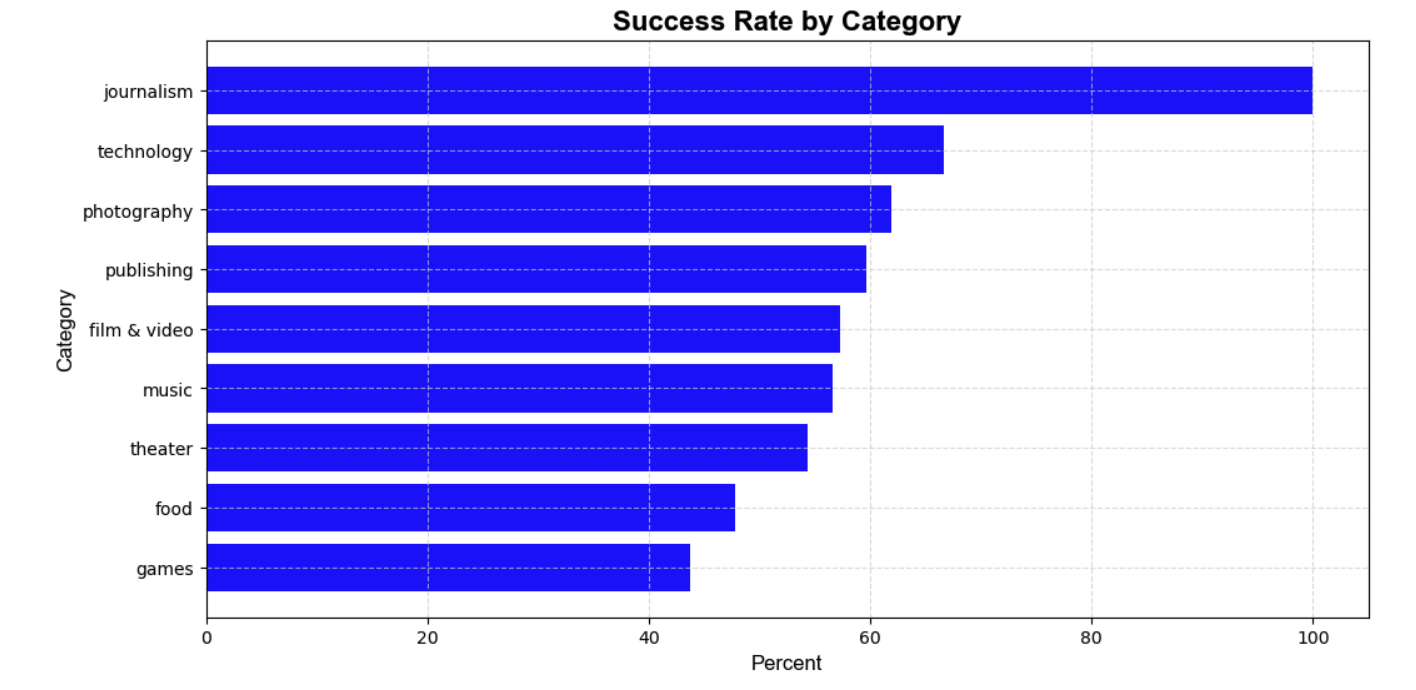 Success Rate by Category
journalism
technology
photography
publishing
film & video
music
theater
food
games
Category
0 20 40 60 80 100
Percent